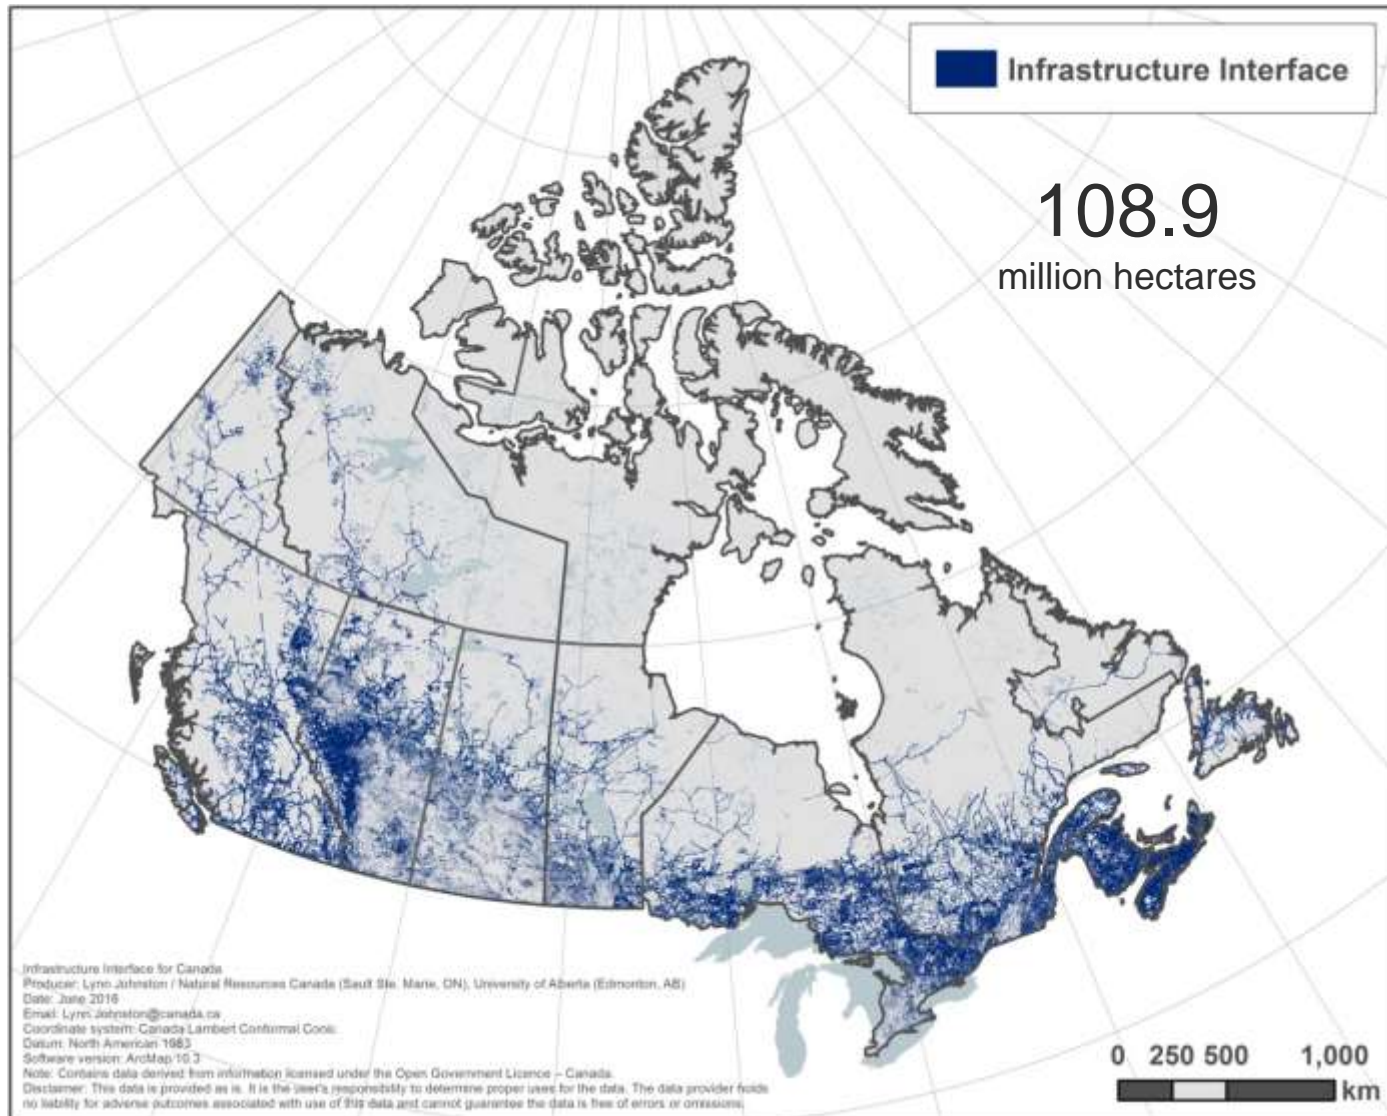 Infrastructure Interface
108.9
million hectares
Infrastructure Interface for Canada
Producer: Lynn Johnston / Natural Resources Canada (Sault Ste. Marie, ON), University of Alberta (Edmonton, AB)
Date: June 2016
Email: Lynn.Johnston@canada.ca
Coordinate system: Canada Lambert Conformal Conic.
Datum: North American 1983
Software version: ArcMap 10.3
Note: Contains data derived from information licensed under the Open Government Licence – Canada.
Disclaimer: This data is provided as is. It is the user's responsibility to determine proper uses for the data. The data provider holds
no liability for adverse outcomes associated with use of this data and cannot guarantee the data is free of errors or omissions.
0 250 500 1,000
km